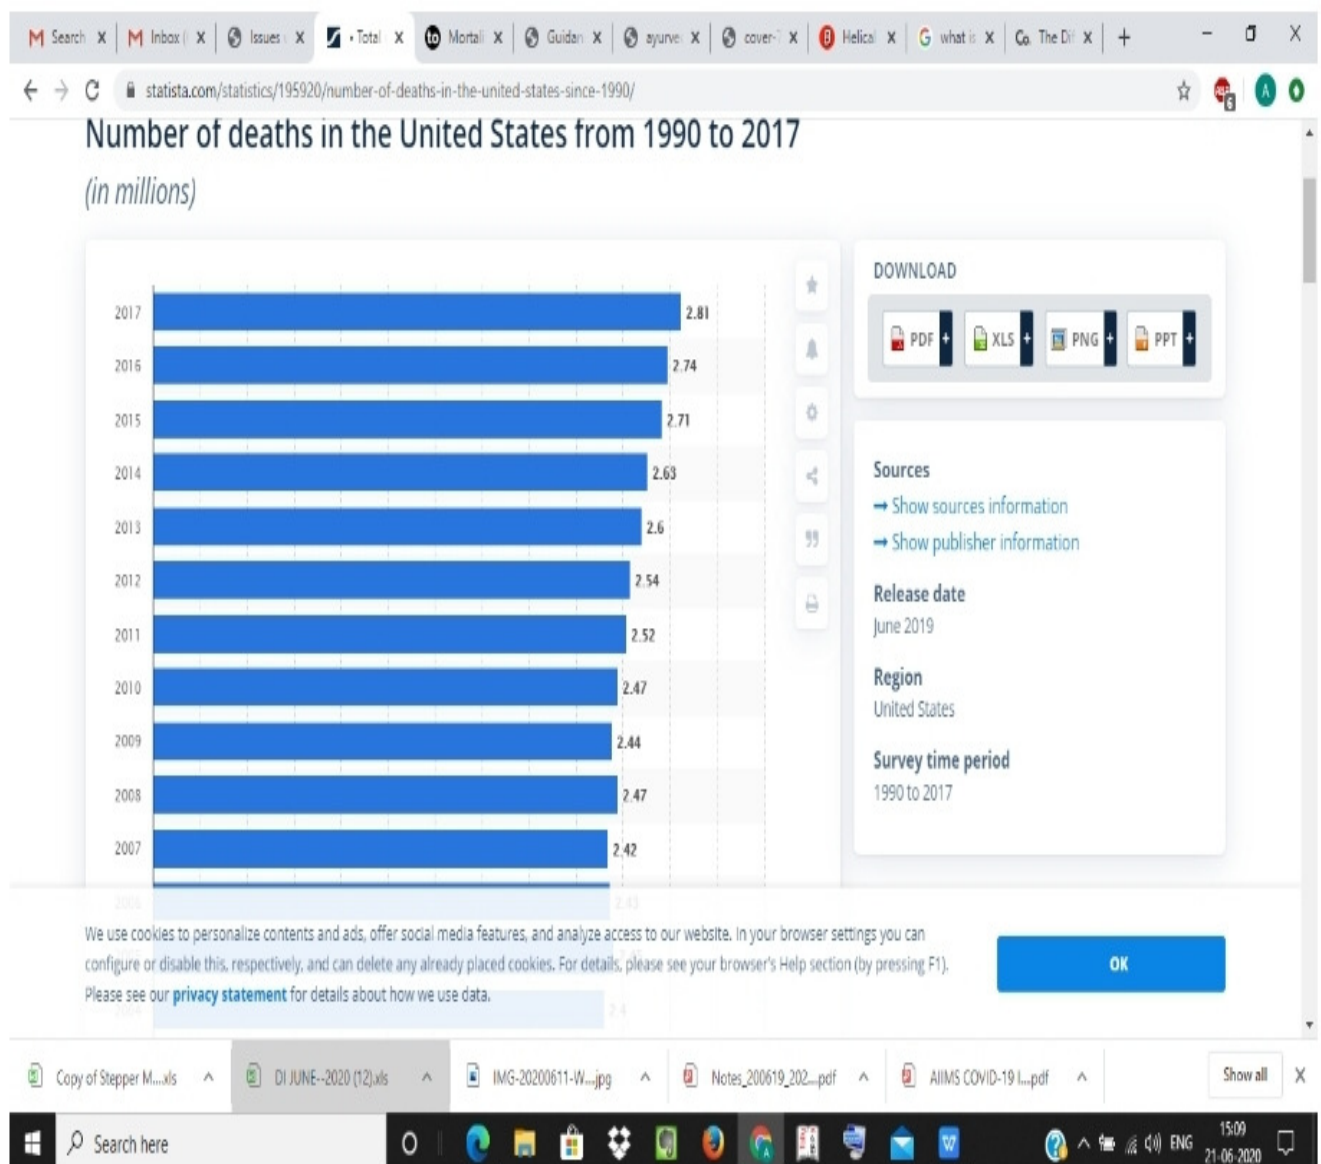 Search
Inbox (
Issues
• Total
Mortali
Guidan
ayurve
cover-
Helical
what is
The Dif
statista.com/statistics/195920/number-of-deaths-in-the-united-states-since-1990/
Number of deaths in the United States from 1990 to 2017
(in millions)
2017 2.81
2016 2.74
2015 2.71
2014 2.63
2013 2.6
2012 2.54
2011 2.52
2010 2.47
2009 2.44
2008 2.47
2007 2.42
2006 2.43
2.4
DOWNLOAD
PDF + XLS + PNG + PPT +
Sources
→ Show sources information
→ Show publisher information
Release date
June 2019
Region
United States
Survey time period
1990 to 2017
We use cookies to personalize contents and ads, offer social media features, and analyze access to our website. In your browser settings you can
configure or disable this, respectively, and can delete any already placed cookies. For details, please see your browser's Help section (by pressing F1).
Please see our privacy statement for details about how we use data.
OK
Copy of Stepper M....xls
DI JUNE--2020 (12).xls
IMG-20200611-W....jpg
Notes_200619_202....pdf
AIIMS COVID-19 I....pdf
Show all
Search here
ENG
15:09
21-06-2020